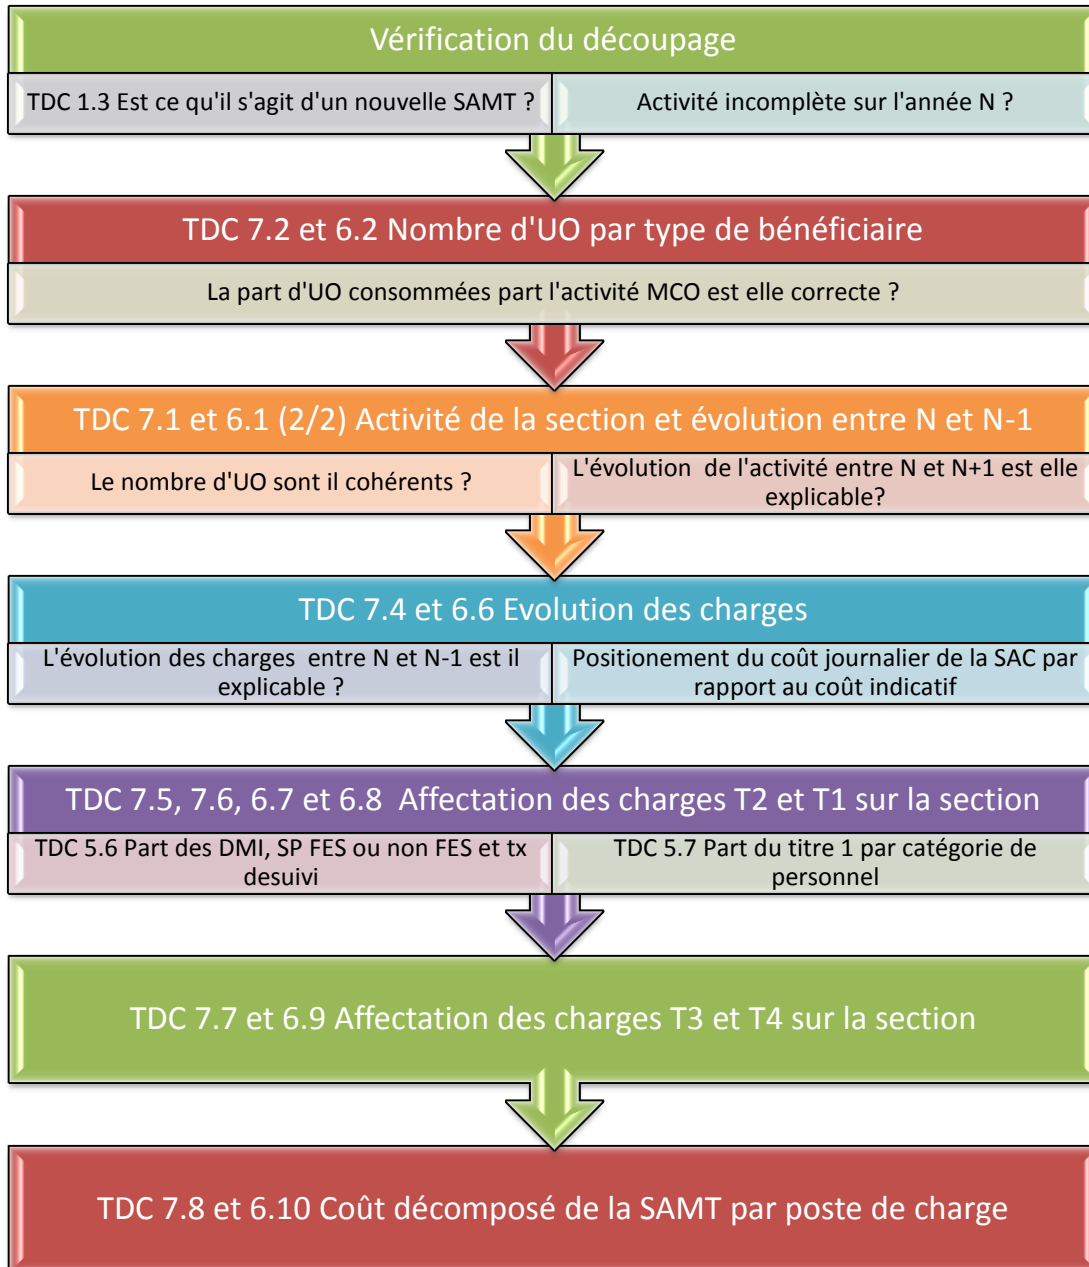 Vérification du découpage
TDC 1.3 Est ce qu'il s'agit d'un nouvelle SAMT ?
Activité incomplète sur l'année N ?
TDC 7.2 et 6.2 Nombre d'UO par type de bénéficiaire
La part d'UO consommées part l'activité MCO est elle correcte ?
TDC 7.1 et 6.1 (2/2) Activité de la section et évolution entre N et N-1
Le nombre d'UO sont il cohérents ?
L'évolution de l'activité entre N et N+1 est elle
explicable?
TDC 7.4 et 6.6 Evolution des charges
L'évolution des charges entre N et N-1 est il
explicable ?
Positionement du coût journalier de la SAC par
rapport au coût indicatif
TDC 7.5, 7.6, 6.7 et 6.8 Affectation des charges T2 et T1 sur la section
TDC 5.6 Part des DMI, SP FES ou non FES et tx
desuivi
TDC 5.7 Part du titre 1 par catégorie de
personnel
TDC 7.7 et 6.9 Affectation des charges T3 et T4 sur la section
TDC 7.8 et 6.10 Coût décomposé de la SAMT par poste de charge